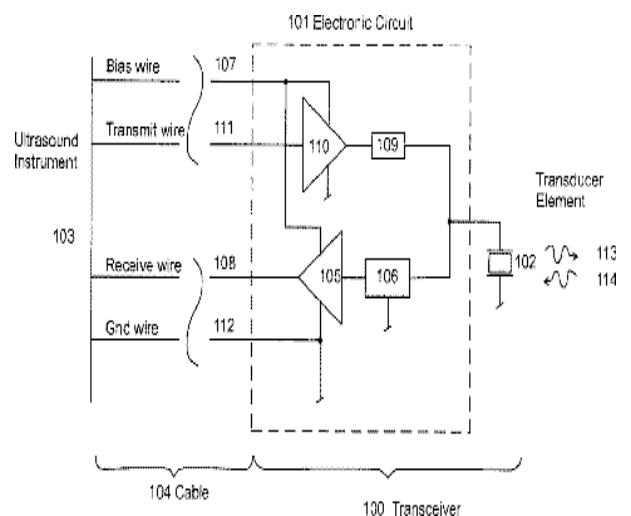 101 Electronic Circuit
Bias wire 107
Transmit wire 111
110
109
Ultrasound
Instrument
Transducer
Element
103
Receive wire 108
105
106
102
113
114
Gnd wire 112
104 Cable
100 Transceiver